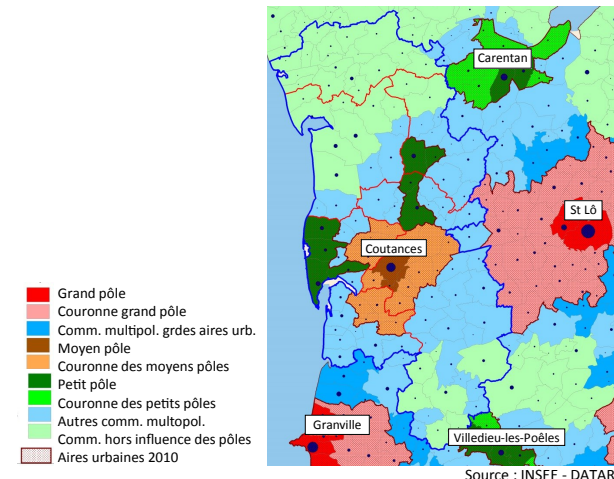 Carentan
St Lô
Coutances
Granville
Villedieu-les-Poêles
Grand pôle
Couronne grand pôle
Comm. multipol. grdes aires urb.
Moyen pôle
Couronne des moyens pôles
Petit pôle
Couronne des petits pôles
Autres comm. multopol.
Comm. hors influence des pôles
Aires urbaines 2010
Source : INSEE - DATAR